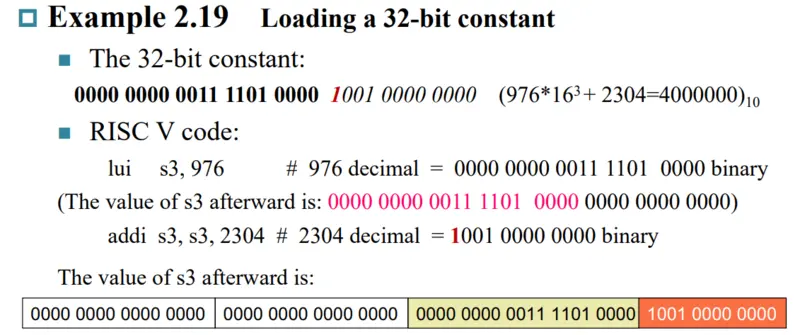 Example 2.19 Loading a 32-bit constant
The 32-bit constant:
0000 0000 0011 1101 0000 1001 0000 0000 (976*16³+ 2304=4000000)₁₀
RISC V code:
lui s3, 976 # 976 decimal = 0000 0000 0011 1101 0000 binary
(The value of s3 afterward is: 0000 0000 0011 1101 0000 0000 0000 0000)
addi s3, s3, 2304 # 2304 decimal = 1001 0000 0000 binary
The value of s3 afterward is:
0000 0000 0000 0000 0000 0000 0000 0000 0000 0000 0011 1101 0000 1001 0000 0000